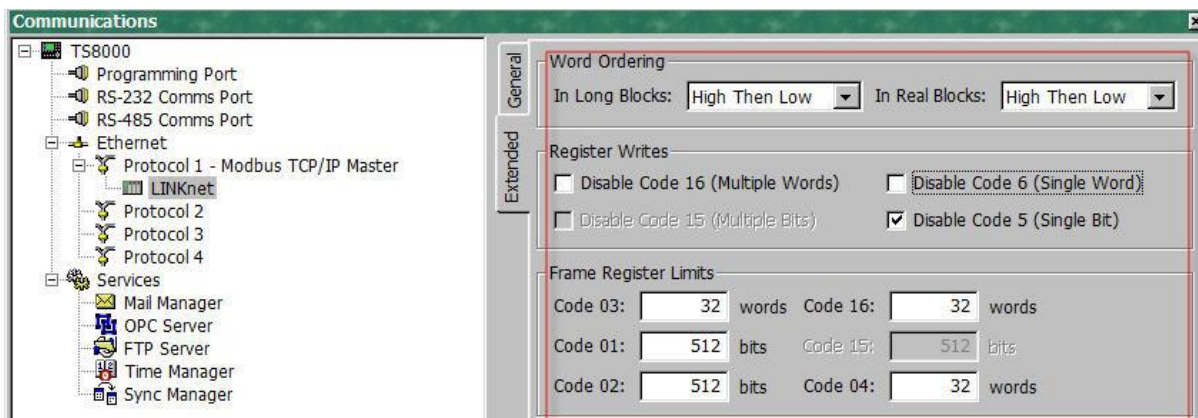 Communications
TS8000
Programming Port
RS-232 Comms Port
RS-485 Comms Port
Ethernet
Protocol 1 - Modbus TCP/IP Master
LINKnet
Protocol 2
Protocol 3
Protocol 4
Services
Mail Manager
OPC Server
FTP Server
Time Manager
Sync Manager
General
Extended
Word Ordering
In Long Blocks: High Then Low In Real Blocks: High Then Low
Register Writes
Disable Code 16 (Multiple Words) Disable Code 6 (Single Word)
Disable Code 15 (Multiple Bits) Disable Code 5 (Single Bit)
Frame Register Limits
Code 03: 32 words Code 16: 32 words
Code 01: 512 bits Code 15: 512 bits
Code 02: 512 bits Code 04: 32 words